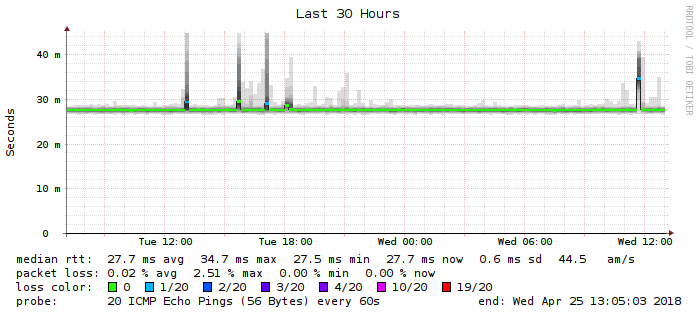 Last 30 Hours
RRDTOOL / TOBI OETIKER
Seconds
40 m
30 m
20 m
10 m
0
Tue 12:00 Tue 18:00 Wed 00:00 Wed 06:00 Wed 12:00
median rtt: 27.7 ms avg 34.7 ms max 27.5 ms min 27.7 ms now 0.6 ms sd 44.5 am/s
packet loss: 0.02 % avg 2.51 % max 0.00 % min 0.00 % now
loss color: 0 1/20 2/20 3/20 4/20 10/20 19/20
probe: 20 ICMP Echo Pings (56 Bytes) every 60s end: Wed Apr 25 13:05:03 2018